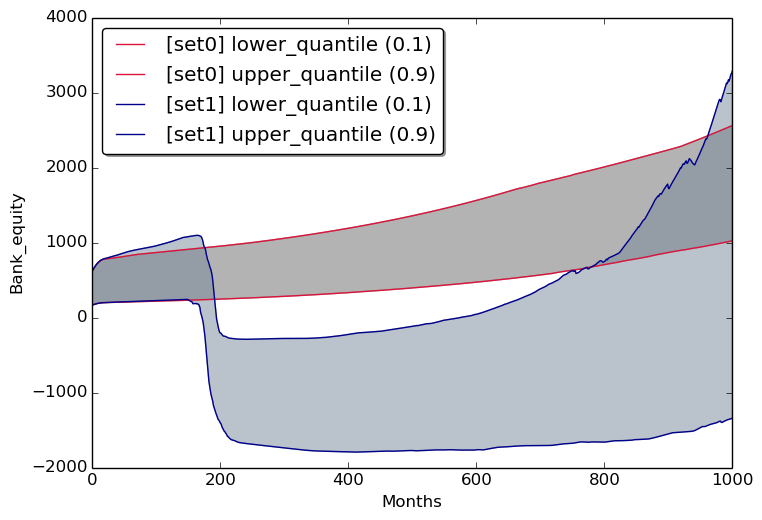 4000
3000
2000
1000
0
−1000
−2000
Bank_equity
[set0] lower_quantile (0.1)
[set0] upper_quantile (0.9)
[set1] lower_quantile (0.1)
[set1] upper_quantile (0.9)
0 200 400 600 800 1000
Months